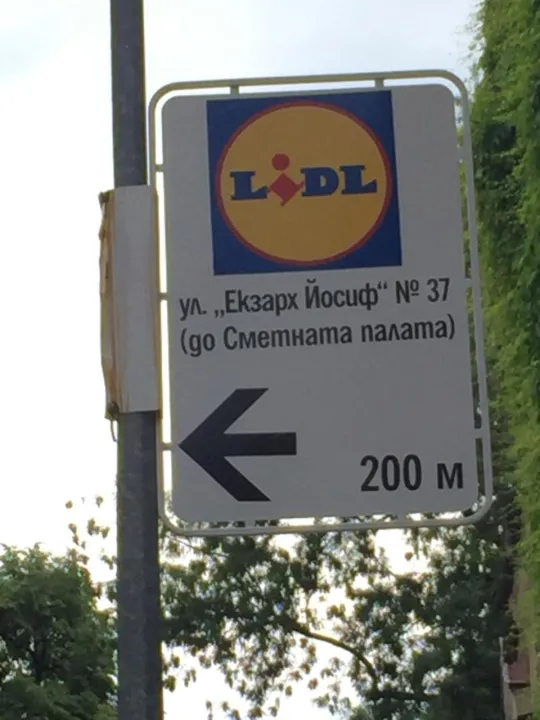 LiDL
ул. „Екзарх Йосиф“ № 37
(до Сметната палата)
200 м